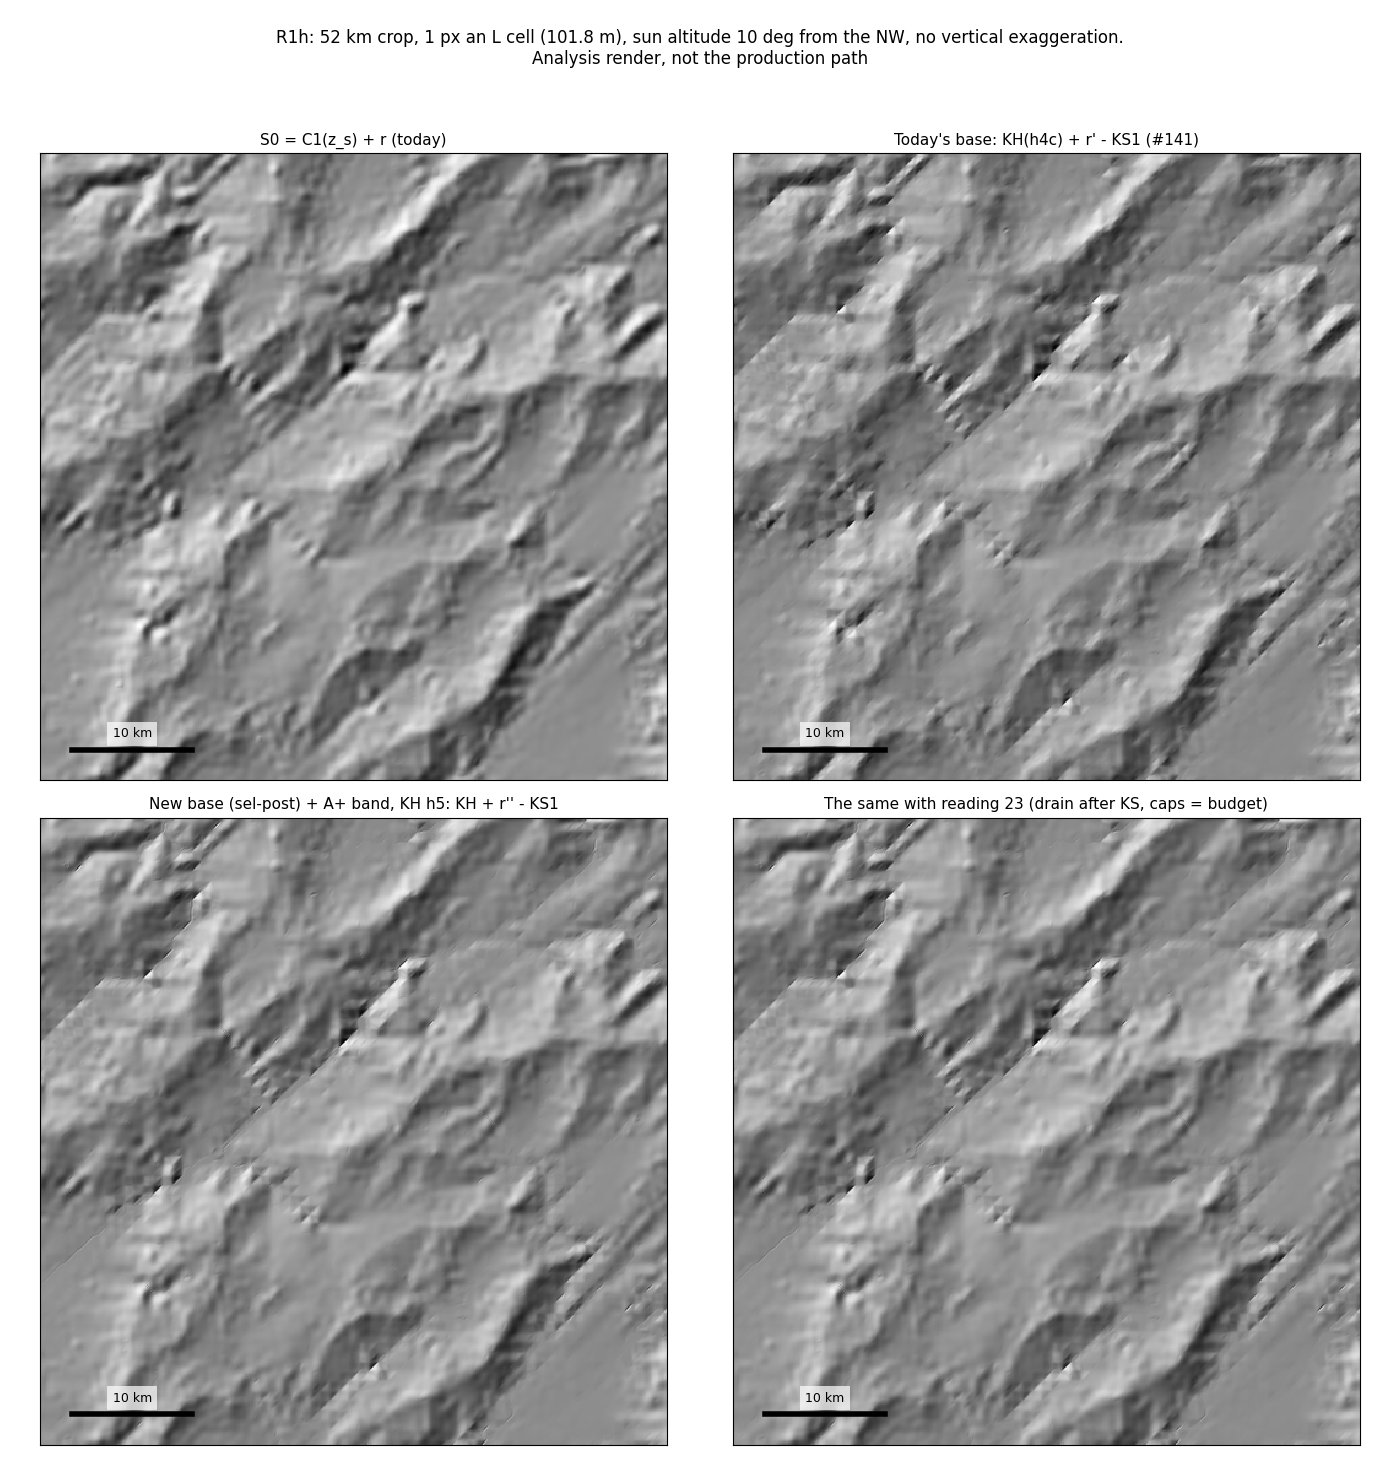 R1h: 52 km crop, 1 px an L cell (101.8 m), sun altitude 10 deg from the NW, no vertical exaggeration.
Analysis render, not the production path
S0 = C1(z_s) + r (today)
Today's base: KH(h4c) + r' - KS1 (#141)
10 km
10 km
New base (sel-post) + A+ band, KH h5: KH + r'' - KS1
The same with reading 23 (drain after KS, caps = budget)
10 km
10 km